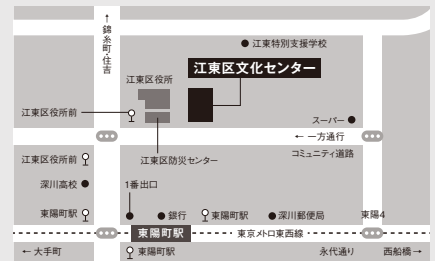 ↑錦糸町・住吉
江東特別支援学校
江東区文化センター
江東区役所
江東区役所前
スーパー
← 一方通行
江東区役所前
江東区防災センター
コミュニティ道路
深川高校
1番出口
東陽町駅
銀行
東陽町駅
深川郵便局
東陽4
東陽町駅
東京メトロ東西線
← 大手町
東陽町駅
永代通り
西船橋 →